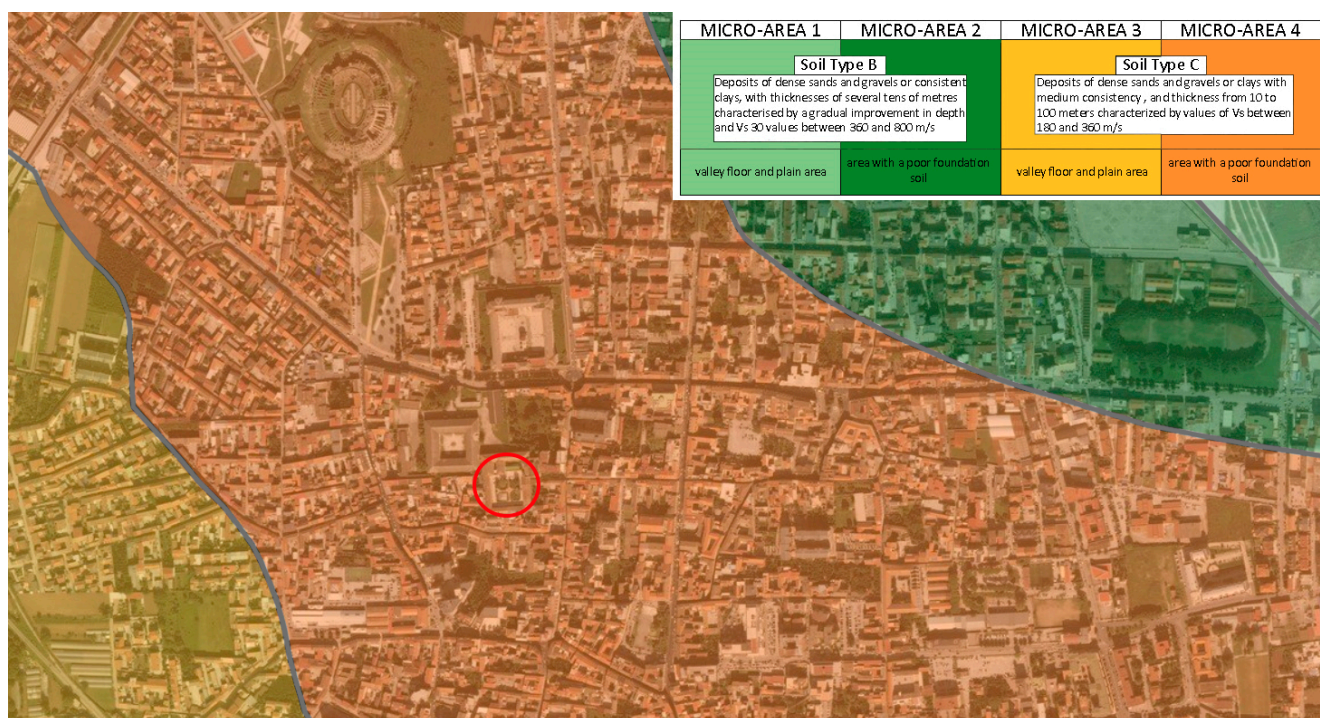 MICRO-AREA 1 MICRO-AREA 2 MICRO-AREA 3 MICRO-AREA 4
Soil Type B
Deposits of dense sands and gravels or consistent
clays, with thicknesses of several tens of metres
characterised by a gradual improvement in depth
and Vs 30 values between 360 and 800 m/s
Soil Type C
Deposits of dense sands and gravels or clays with
medium consistency, and thickness from 10 to
100 meters characterized by values of Vs between
180 and 360 m/s
valley floor and plain area
area with a poor foundation
soil
valley floor and plain area
area with a poor foundation
soil